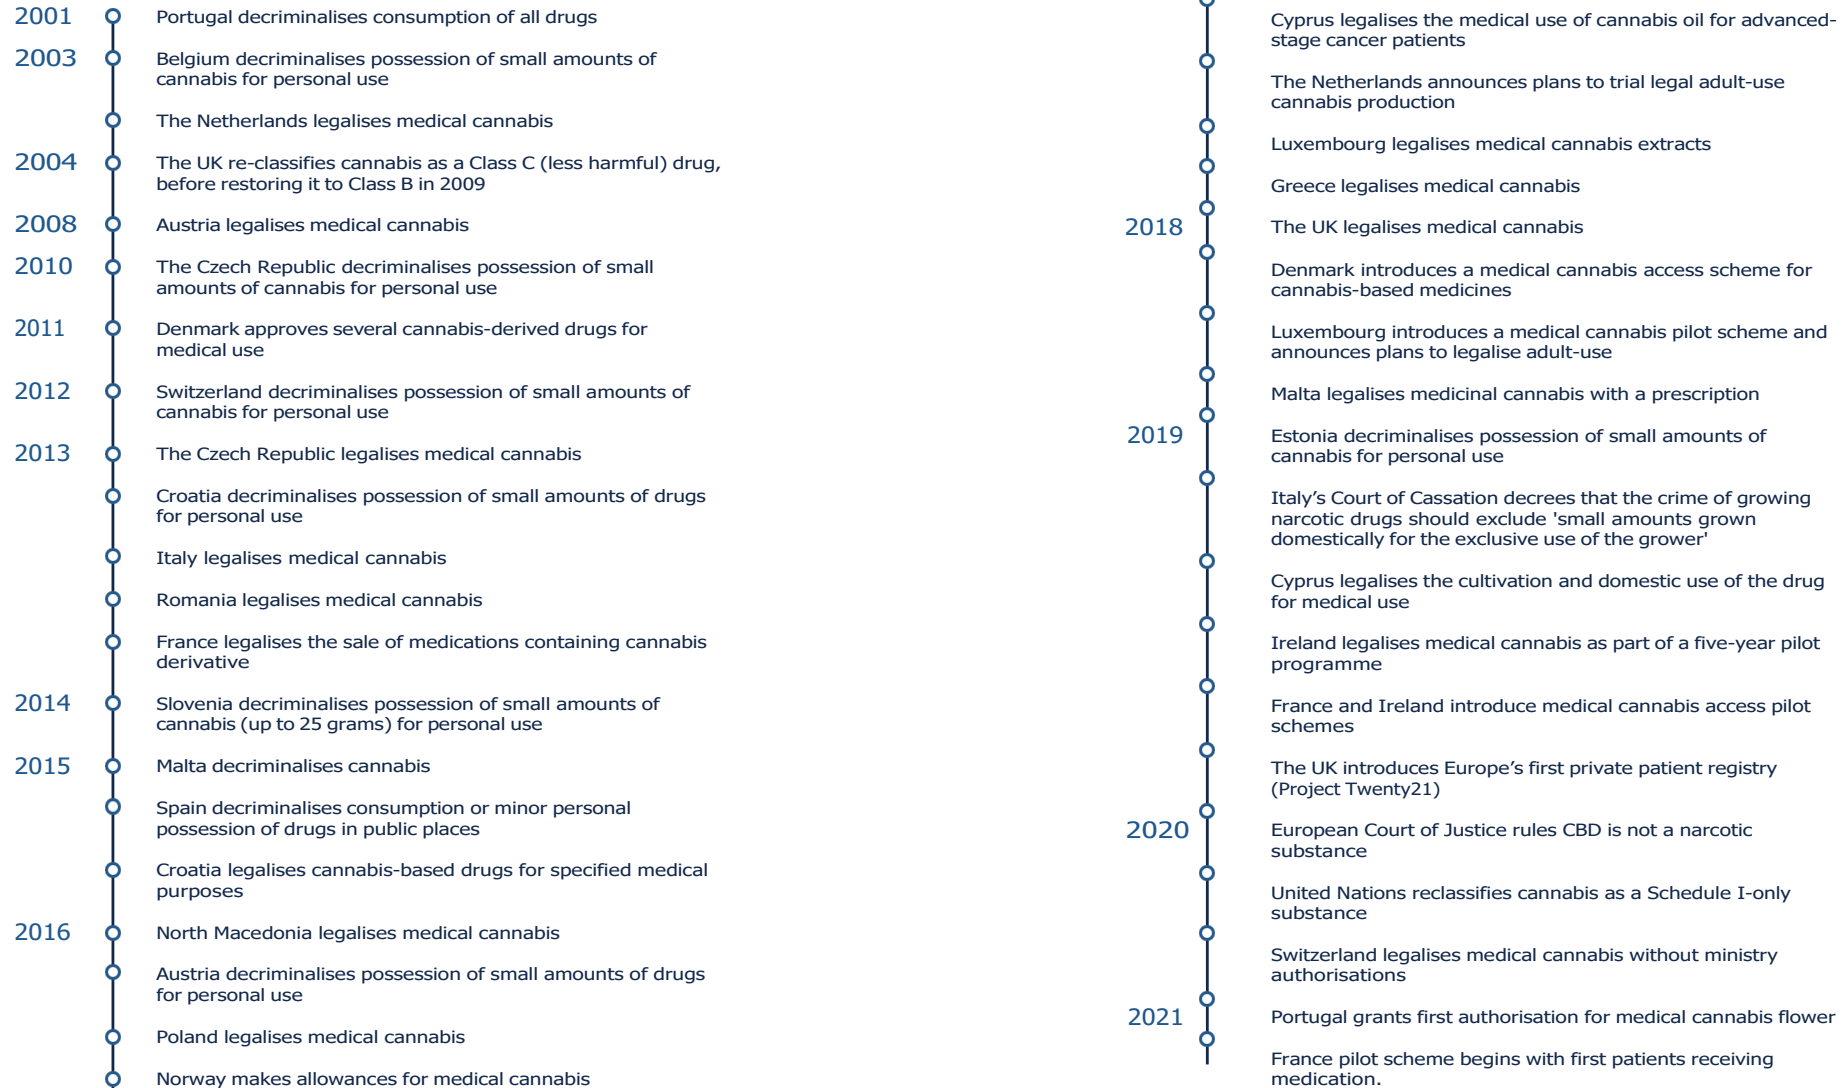 2001
Portugal decriminalises consumption of all drugs
2003
Belgium decriminalises possession of small amounts of
cannabis for personal use
The Netherlands legalises medical cannabis
2004
The UK re-classifies cannabis as a Class C (less harmful) drug,
before restoring it to Class B in 2009
2008
Austria legalises medical cannabis
2010
The Czech Republic decriminalises possession of small
amounts of cannabis for personal use
2011
Denmark approves several cannabis-derived drugs for
medical use
2012
Switzerland decriminalises possession of small amounts of
cannabis for personal use
2013
The Czech Republic legalises medical cannabis
Croatia decriminalises possession of small amounts of drugs
for personal use
Italy legalises medical cannabis
Romania legalises medical cannabis
France legalises the sale of medications containing cannabis
derivative
2014
Slovenia decriminalises possession of small amounts of
cannabis (up to 25 grams) for personal use
2015
Malta decriminalises cannabis
Spain decriminalises consumption or minor personal
possession of drugs in public places
Croatia legalises cannabis-based drugs for specified medical
purposes
2016
North Macedonia legalises medical cannabis
Austria decriminalises possession of small amounts of drugs
for personal use
Poland legalises medical cannabis
Norway makes allowances for medical cannabis
Cyprus legalises the medical use of cannabis oil for advanced-
stage cancer patients
The Netherlands announces plans to trial legal adult-use
cannabis production
Luxembourg legalises medical cannabis extracts
Greece legalises medical cannabis
2018
The UK legalises medical cannabis
Denmark introduces a medical cannabis access scheme for
cannabis-based medicines
Luxembourg introduces a medical cannabis pilot scheme and
announces plans to legalise adult-use
Malta legalises medicinal cannabis with a prescription
2019
Estonia decriminalises possession of small amounts of
cannabis for personal use
Italy’s Court of Cassation decrees that the crime of growing
narcotic drugs should exclude 'small amounts grown
domestically for the exclusive use of the grower'
Cyprus legalises the cultivation and domestic use of the drug
for medical use
Ireland legalises medical cannabis as part of a five-year pilot
programme
France and Ireland introduce medical cannabis access pilot
schemes
The UK introduces Europe’s first private patient registry
(Project Twenty21)
2020
European Court of Justice rules CBD is not a narcotic
substance
United Nations reclassifies cannabis as a Schedule I-only
substance
Switzerland legalises medical cannabis without ministry
authorisations
2021
Portugal grants first authorisation for medical cannabis flower
France pilot scheme begins with first patients receiving
medication.